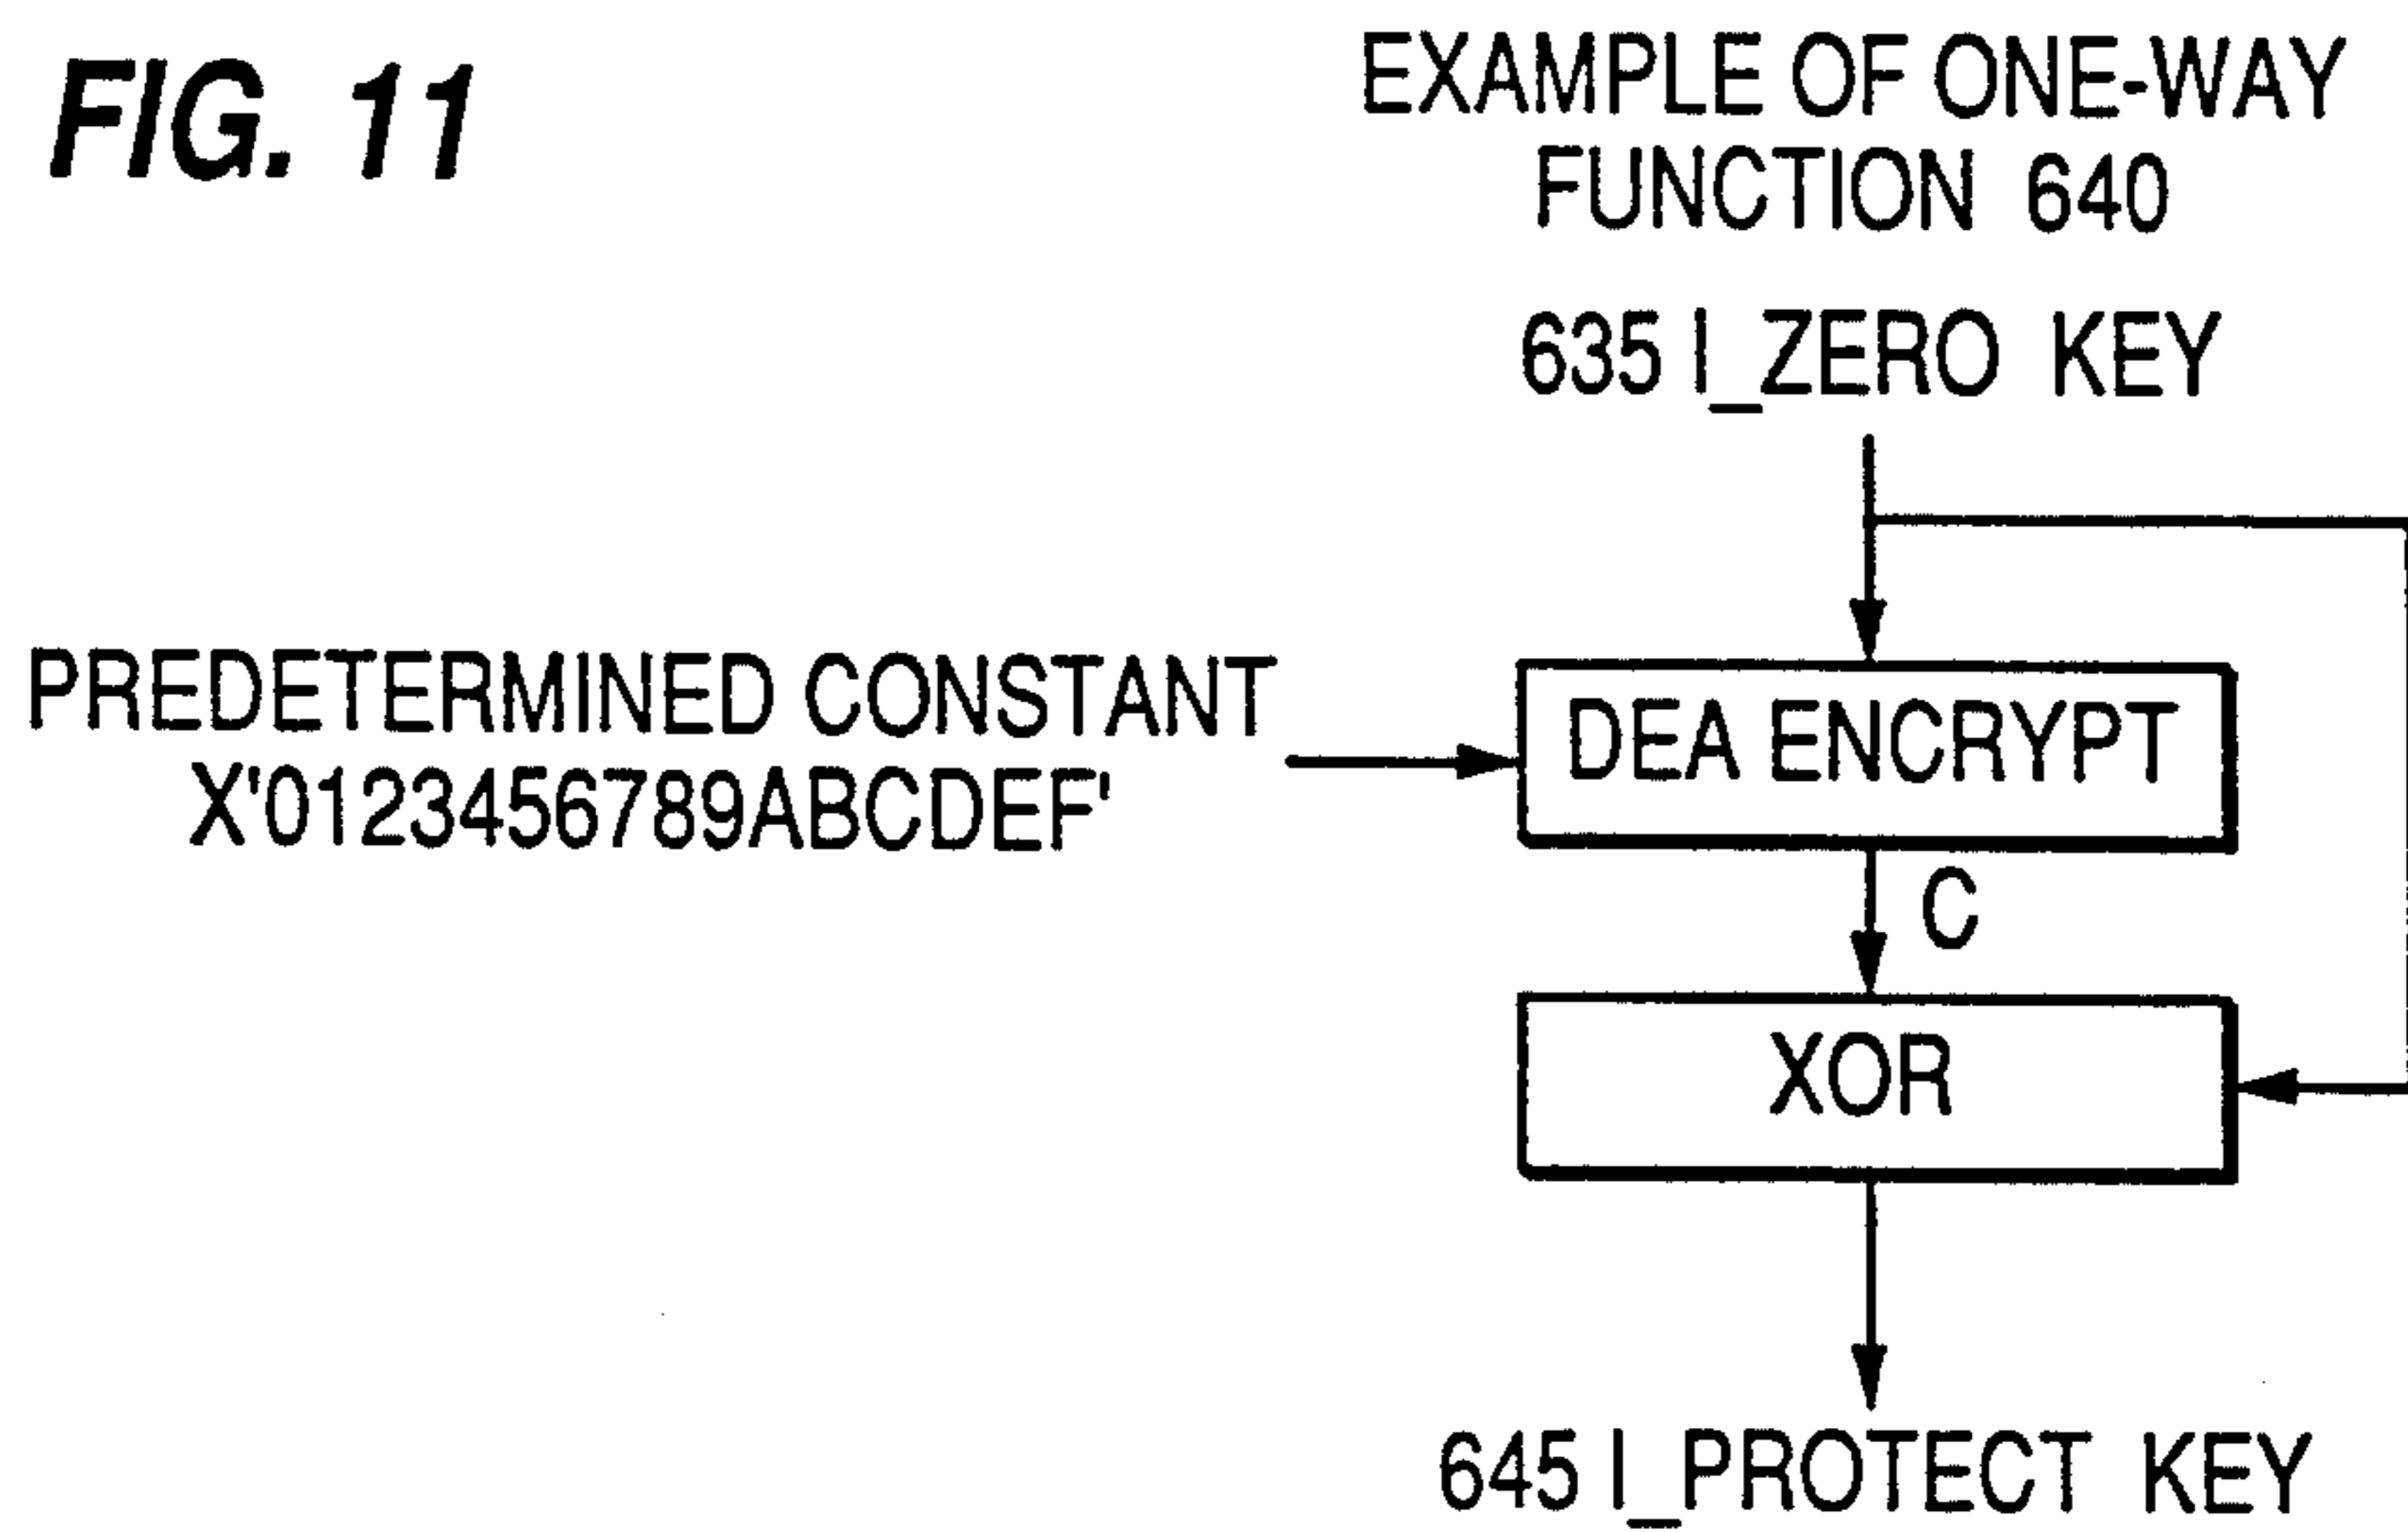 FIG. 11
EXAMPLE OF ONE-WAY
FUNCTION 640
635 I_ZERO KEY
PREDETERMINED CONSTANT
X'0123456789ABCDEF'
DEA ENCRYPT
C
XOR
645 I_PROTECT KEY